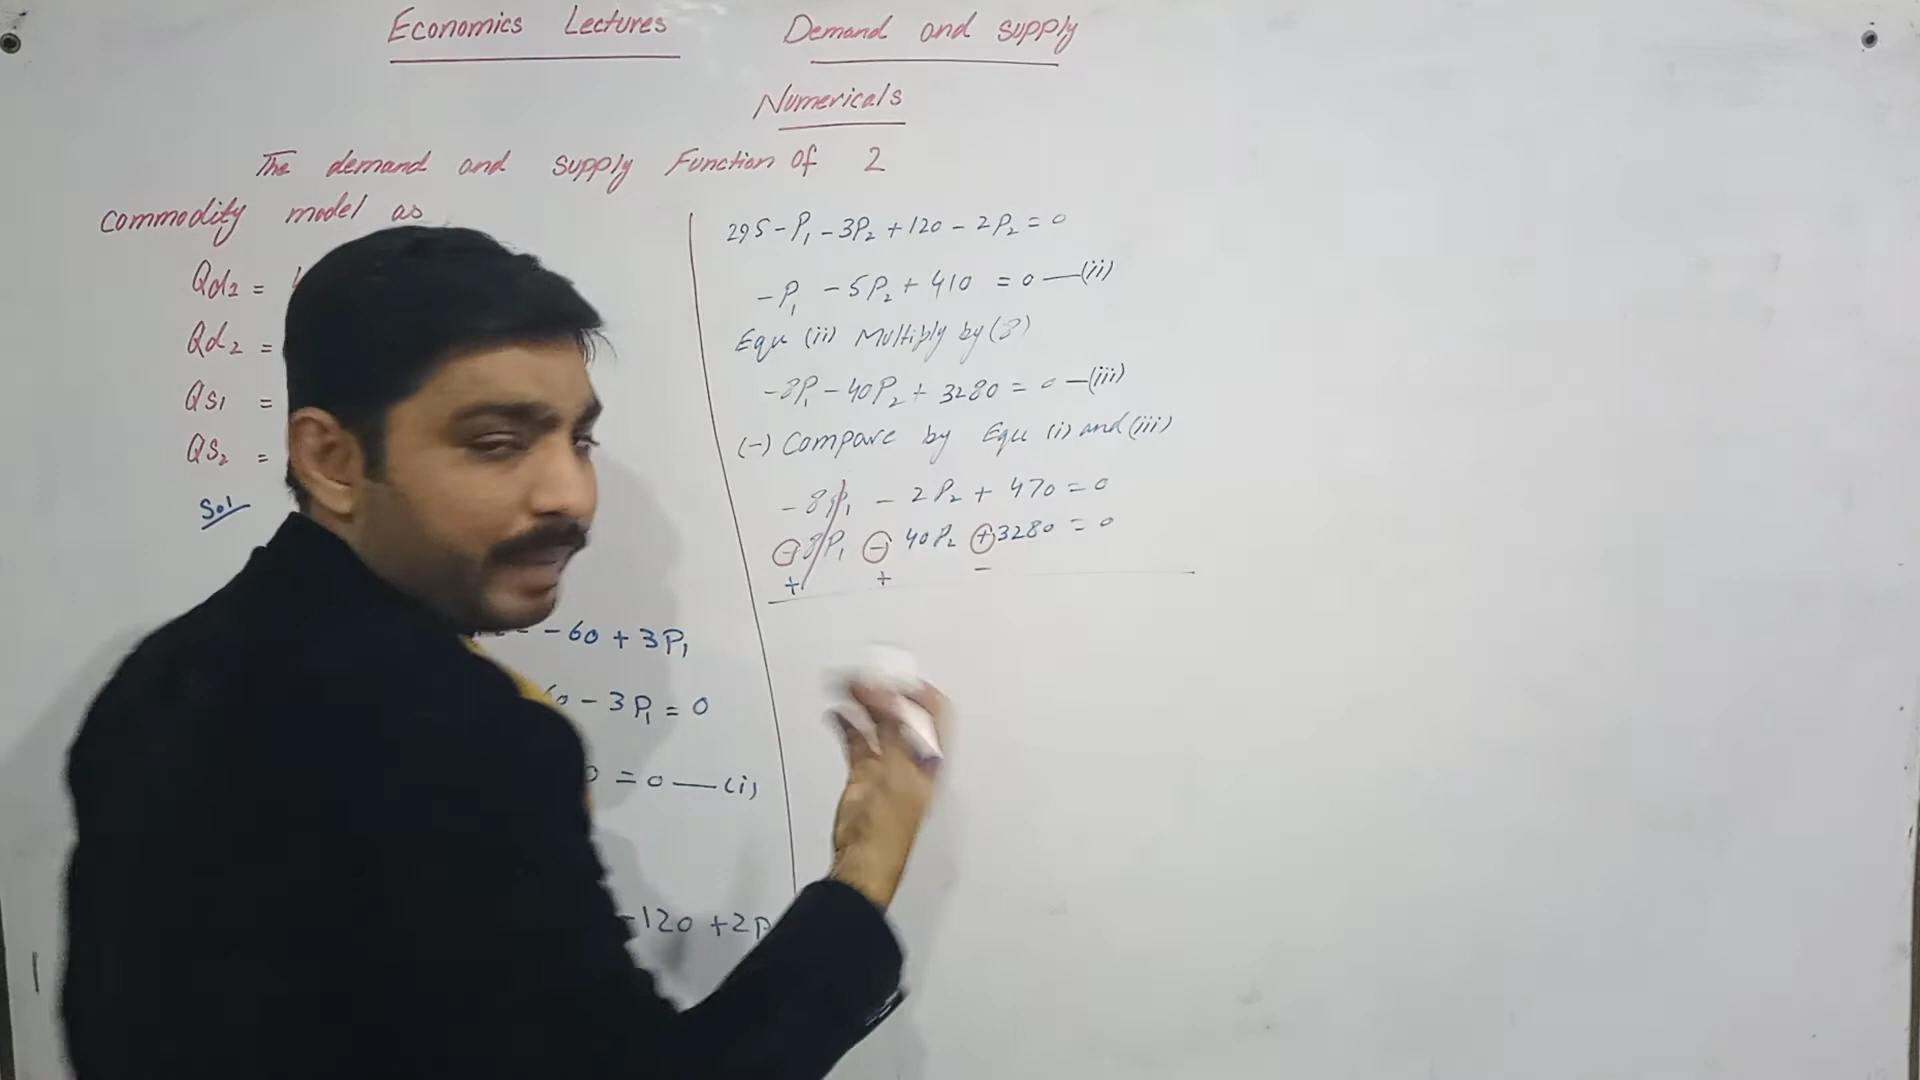 Economics Lectures Demand and supply
Numericals
The demand and supply Function of 2
commodity model as
Qd2 =
Qd2 =
QS1 =
QS2 =
Sol
-60 + 3P₁
- 3P₁ = 0
= 0 — (i)
-120 + 2P
295 - P₁ - 3P₂ + 120 - 2P₂ = 0
-P₁ - 5P₂ + 410 = 0 — (ii)
Equ (ii) Multiply by (8)
-8P₁ - 40P₂ + 3280 = 0 — (iii)
(-) Compare by Equ (i) and (iii)
- 8P₁ - 2P₂ + 470 = 0
- 8P₁ - 40P₂ + 3280 = 0
+ + -